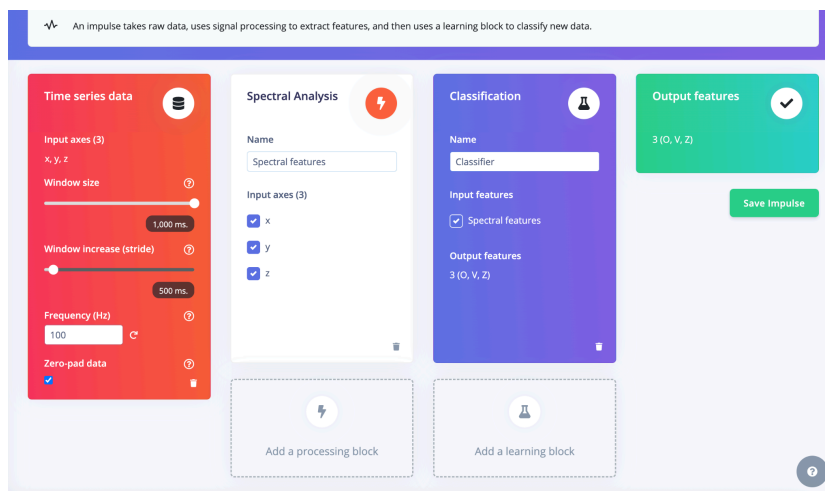 An impulse takes raw data, uses signal processing to extract features, and then uses a learning block to classify new data.
Time series data
Input axes (3)
x, y, z
Window size
1,000 ms.
Window increase (stride)
500 ms.
Frequency (Hz)
100
Zero-pad data
Spectral Analysis
Name
Spectral features
Input axes (3)
x
y
z
Add a processing block
Classification
Name
Classifier
Input features
Spectral features
Output features
3 (O, V, Z)
Add a learning block
Output features
3 (O, V, Z)
Save Impulse